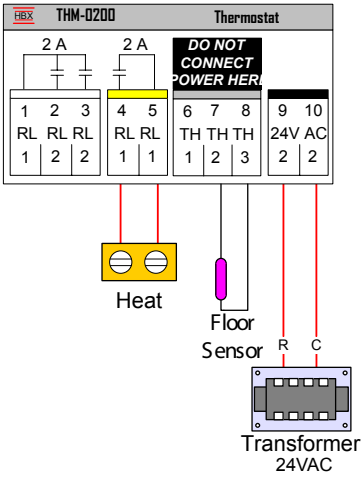 HBX THM-0200 Thermostat
2 A 2 A DO NOT
CONNECT
POWER HERE
1 2 3 4 5 6 7 8 9 10
RL RL RL RL RL TH TH TH 24V AC
1 2 2 1 1 1 2 3 2 2
Heat
Floor
Sensor R C
Transformer
24VAC